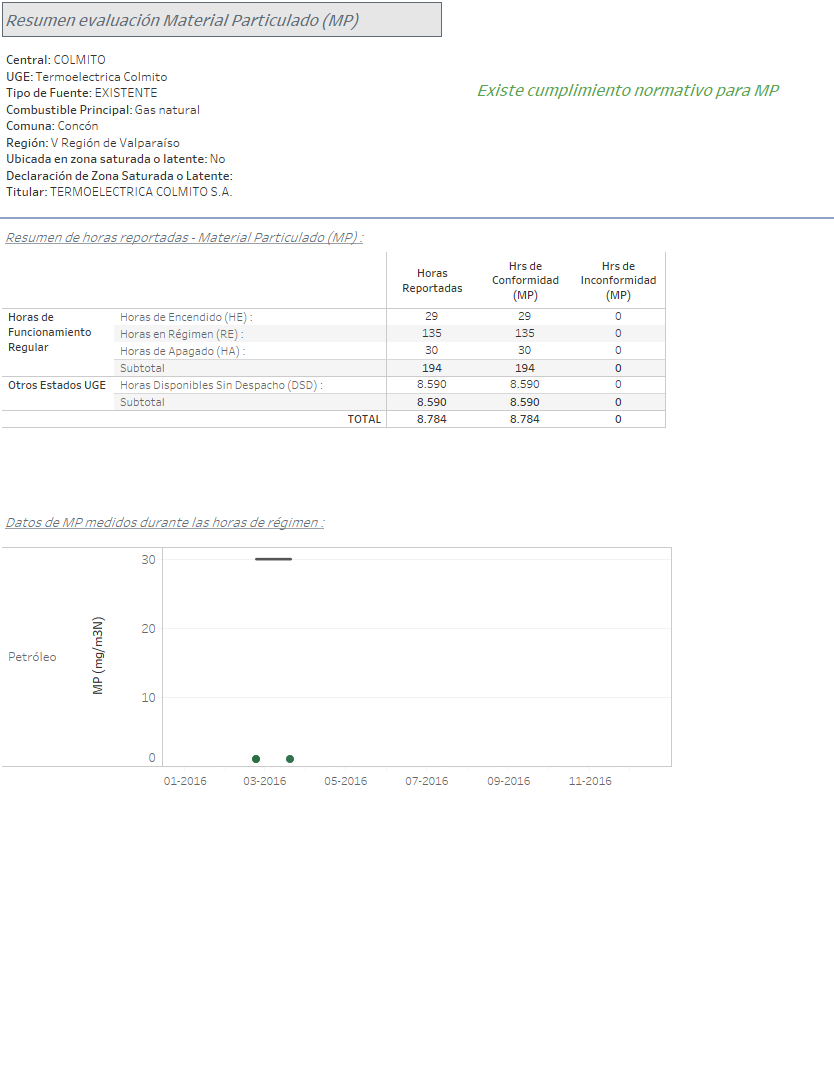 Resumen evaluación Material Particulado (MP)
Central: COLMITO
UGE: Termoelectrica Colmito
Tipo de Fuente: EXISTENTE
Combustible Principal: Gas natural
Comuna: Concón
Región: V Región de Valparaíso
Ubicada en zona saturada o latente: No
Declaración de Zona Saturada o Latente:
Titular: TERMOELECTRICA COLMITO S.A.
Existe cumplimiento normativo para MP
Resumen de horas reportadas - Material Particulado (MP) :
Horas Reportadas
Hrs de Conformidad (MP)
Hrs de Inconformidad (MP)
Horas de Funcionamiento Regular
Horas de Encendido (HE) : 29 29 0
Horas en Régimen (RE) : 135 135 0
Horas de Apagado (HA) : 30 30 0
Subtotal 194 194 0
Otros Estados UGE Horas Disponibles Sin Despacho (DSD) : 8.590 8.590 0
Subtotal 8.590 8.590 0
TOTAL 8.784 8.784 0
Datos de MP medidos durante las horas de régimen :
Petróleo
MP (mg/m3N)
30
20
10
0
01-2016 03-2016 05-2016 07-2016 09-2016 11-2016